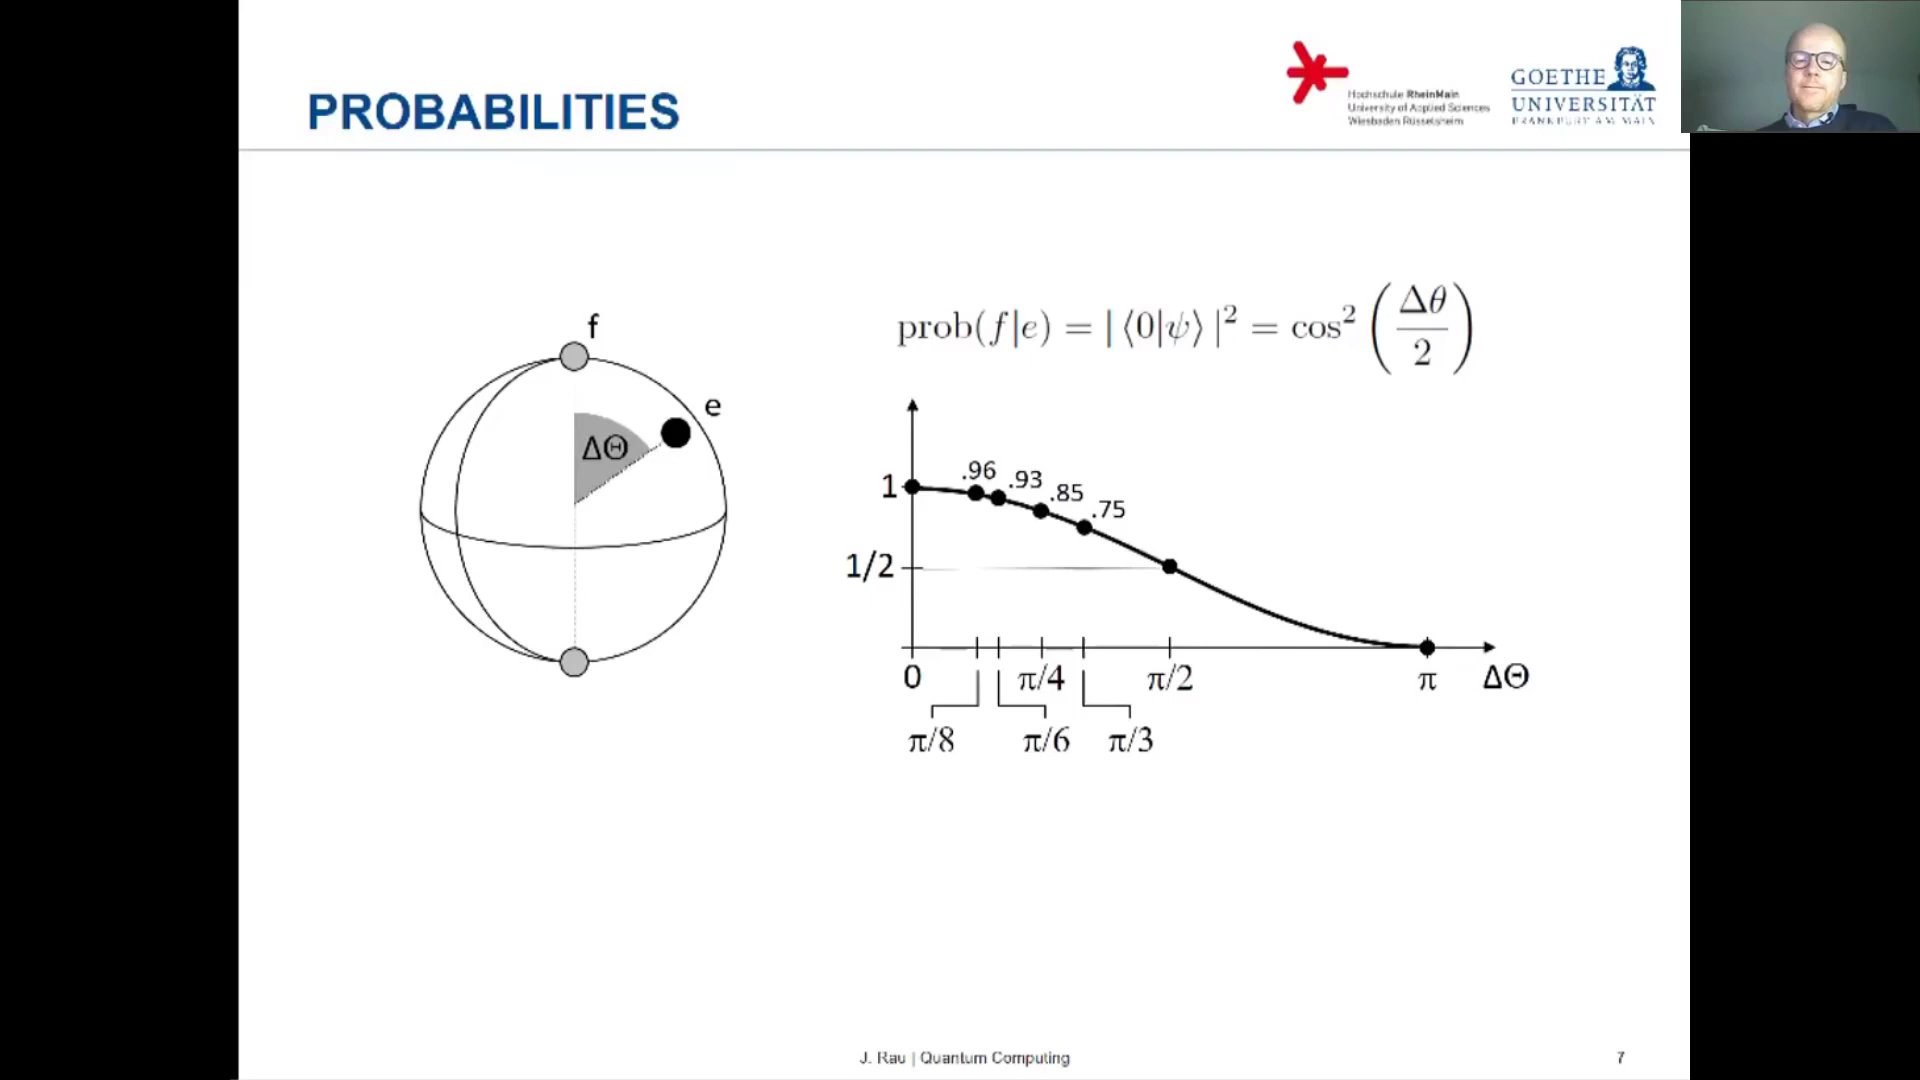 PROBABILITIES
Hochschule RheinMain
University of Applied Sciences
Wiesbaden Rüsselsheim
GOETHE
UNIVERSITÄT
FRANKFURT AM MAIN
f
e
ΔΘ
prob(f|e) = | ⟨0|ψ⟩ |² = cos² (Δθ/2)
1
.96
.93
.85
.75
1/2
0
π/4
π/2
π
ΔΘ
π/8
π/6
π/3
J. Rau | Quantum Computing
7